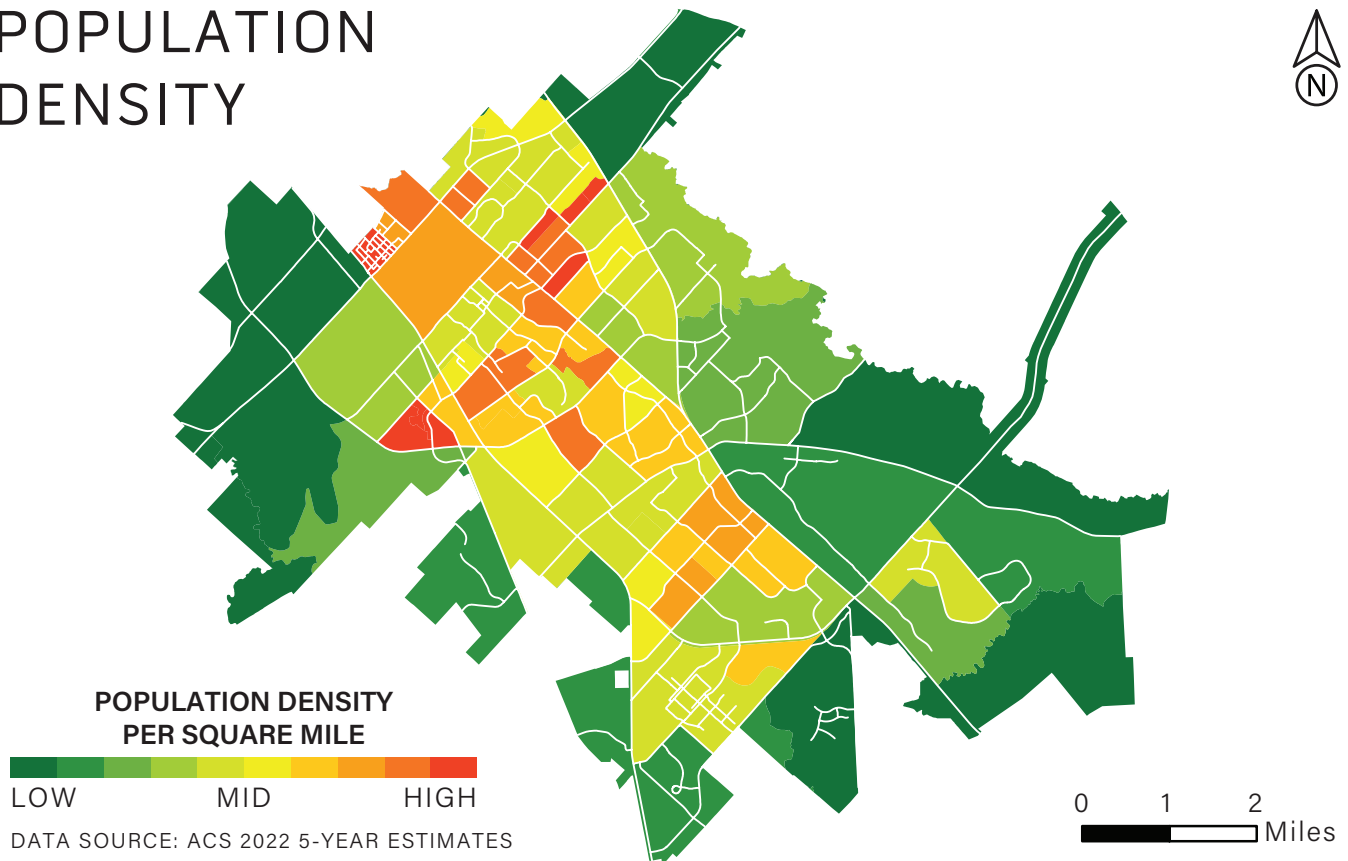 POPULATION
DENSITY
N
POPULATION DENSITY
PER SQUARE MILE
LOW MID HIGH
DATA SOURCE: ACS 2022 5-YEAR ESTIMATES
0 1 2
Miles